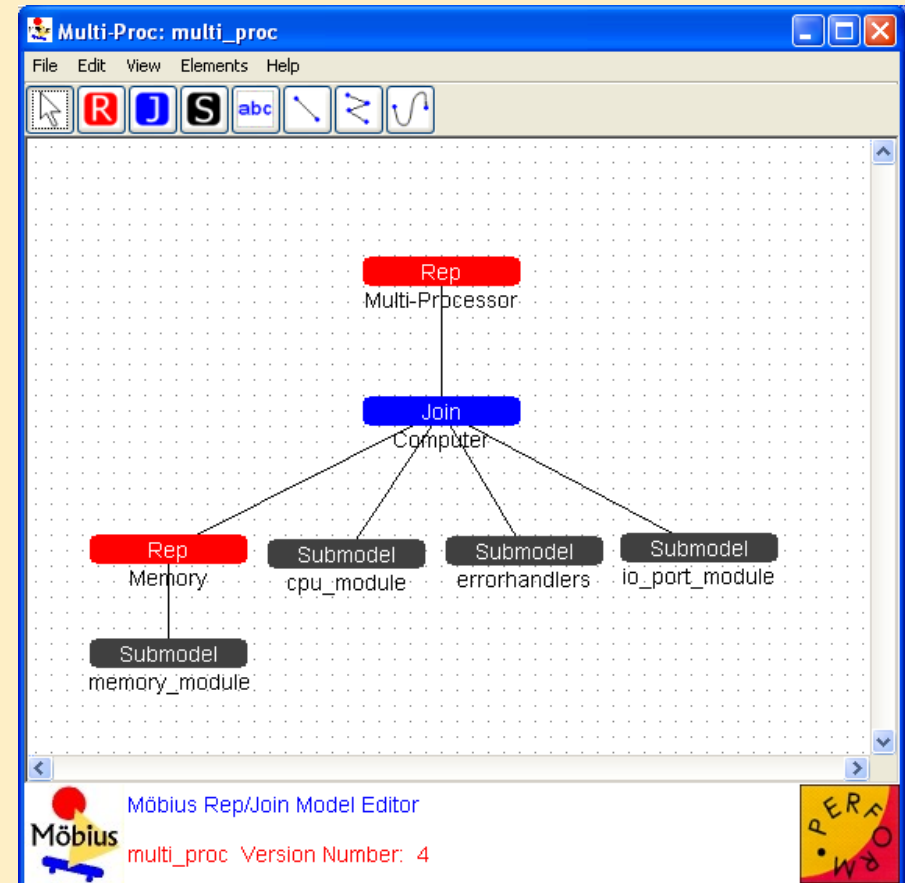 Multi-Proc: multi_proc
File Edit View Elements Help
R J S abc
Rep
Multi-Processor
Join
Computer
Rep Submodel Submodel Submodel
Memory cpu_module errorhandlers io_port_module
Submodel
memory_module
Möbius Rep/Join Model Editor
Möbius
multi_proc Version Number: 4
PERFORM